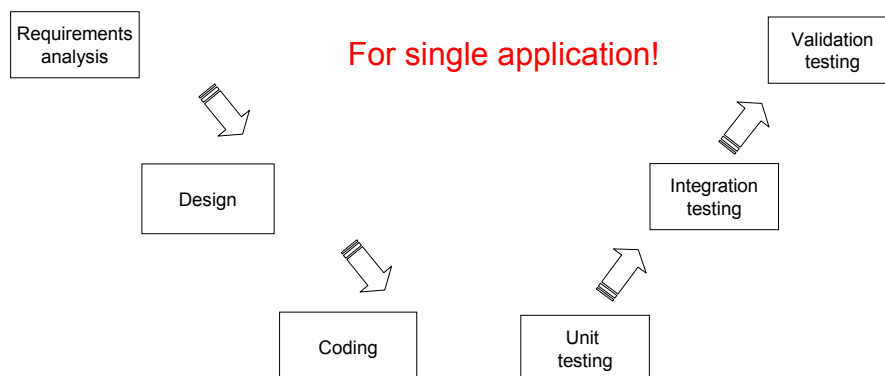 Requirements
analysis
For single application!
Validation
testing
Design
Integration
testing
Coding
Unit
testing